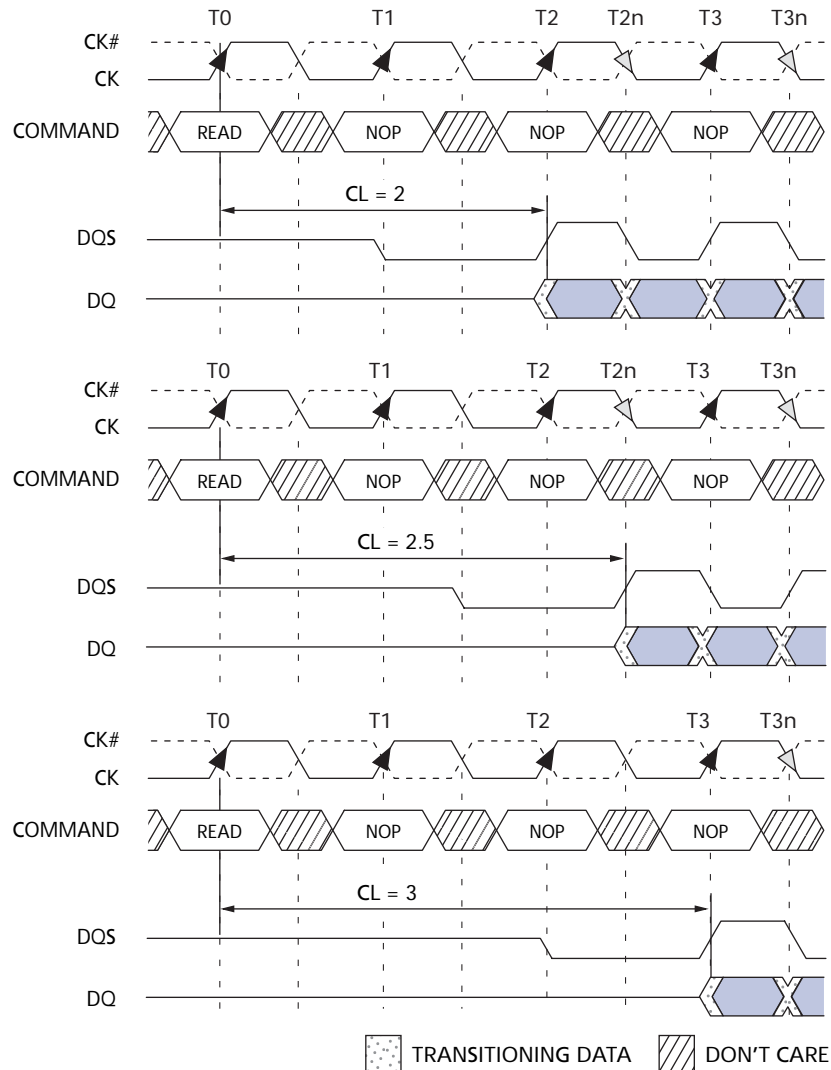 T0 T1 T2 T2n T3 T3n
CK#
CK
COMMAND READ NOP NOP NOP
CL = 2
DQS
DQ
T0 T1 T2 T2n T3 T3n
CK#
CK
COMMAND READ NOP NOP NOP
CL = 2.5
DQS
DQ
T0 T1 T2 T3 T3n
CK#
CK
COMMAND READ NOP NOP NOP
CL = 3
DQS
DQ
TRANSITIONING DATA DON'T CARE